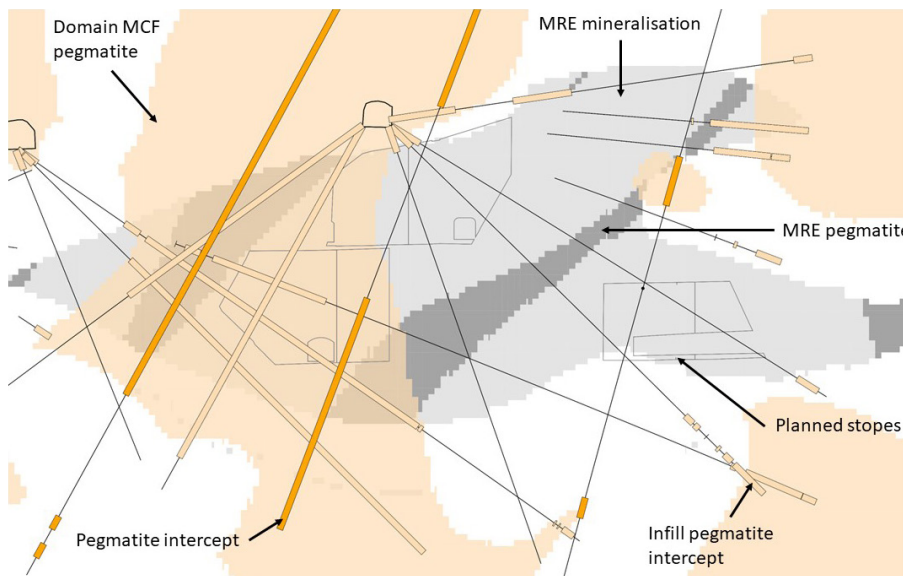 Domain MCF
pegmatite
MRE mineralisation
MRE pegmatite
Planned stopes
Pegmatite intercept
Infill pegmatite
intercept